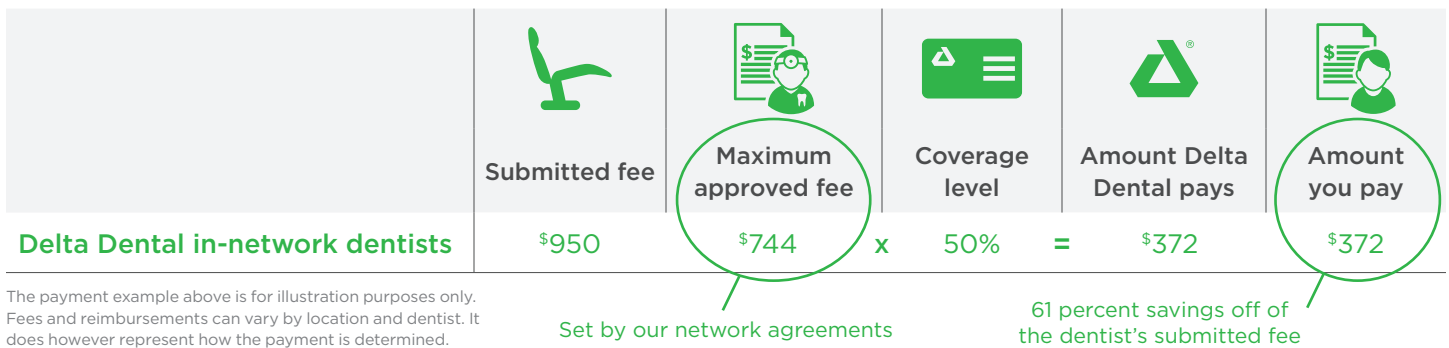 Submitted fee
Maximum
approved fee
Coverage
level
Amount Delta
Dental pays
Amount
you pay
$
$
®
Delta Dental in-network dentists
$950
$744
x
50%
=
$372
$372
The payment example above is for illustration purposes only.
Fees and reimbursements can vary by location and dentist. It
does however represent how the payment is determined.
Set by our network agreements
61 percent savings off of
the dentist's submitted fee